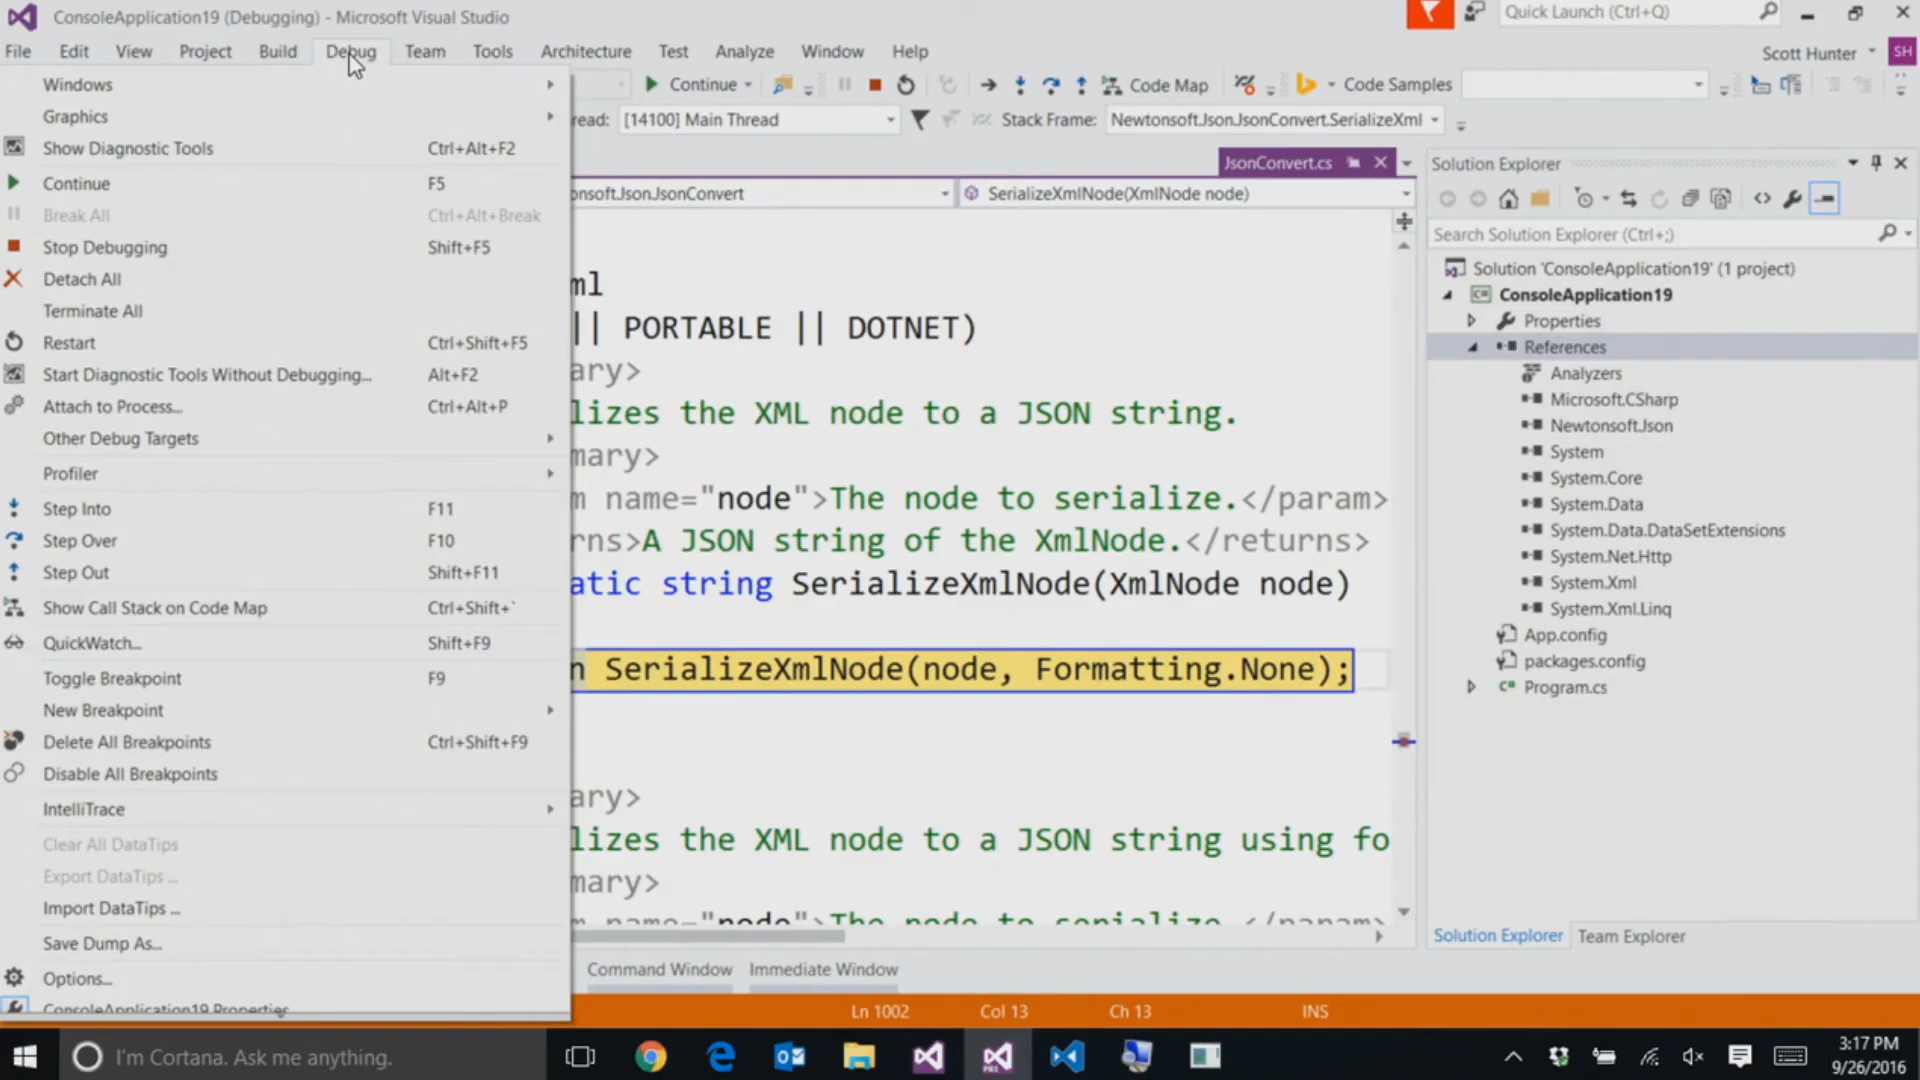 ConsoleApplication19 (Debugging) - Microsoft Visual Studio
Quick Launch (Ctrl+Q)
File Edit View Project Build Debug Team Tools Architecture Test Analyze Window Help
Scott Hunter SH
Continue
Code Map
Code Samples
ead: [14100] Main Thread
Stack Frame: Newtonsoft.Json.JsonConvert.SerializeXml
Windows
Graphics
Show Diagnostic Tools Ctrl+Alt+F2
Continue F5
Break All Ctrl+Alt+Break
Stop Debugging Shift+F5
Detach All
Terminate All
Restart Ctrl+Shift+F5
Start Diagnostic Tools Without Debugging... Alt+F2
Attach to Process... Ctrl+Alt+P
Other Debug Targets
Profiler
Step Into F11
Step Over F10
Step Out Shift+F11
Show Call Stack on Code Map Ctrl+Shift+`
QuickWatch... Shift+F9
Toggle Breakpoint F9
New Breakpoint
Delete All Breakpoints Ctrl+Shift+F9
Disable All Breakpoints
IntelliTrace
Clear All DataTips
Export DataTips ...
Import DataTips ...
Save Dump As...
Options...
ConsoleApplication19 Properties
JsonConvert.cs
onsoft.Json.JsonConvert
SerializeXmlNode(XmlNode node)
ml
|| PORTABLE || DOTNET)
ary>
lizes the XML node to a JSON string.
mary>
m name="node">The node to serialize.</param>
rns>A JSON string of the XmlNode.</returns>
atic string SerializeXmlNode(XmlNode node)
n SerializeXmlNode(node, Formatting.None);
ary>
lizes the XML node to a JSON string using fo
mary>
m name="node">The node to serialize.</param>
Command Window Immediate Window
Solution Explorer
Search Solution Explorer (Ctrl+;)
Solution 'ConsoleApplication19' (1 project)
ConsoleApplication19
Properties
References
Analyzers
Microsoft.CSharp
Newtonsoft.Json
System
System.Core
System.Data
System.Data.DataSetExtensions
System.Net.Http
System.Xml
System.Xml.Linq
App.config
packages.config
Program.cs
Solution Explorer Team Explorer
Ln 1002 Col 13 Ch 13 INS
I'm Cortana. Ask me anything.
3:17 PM
9/26/2016